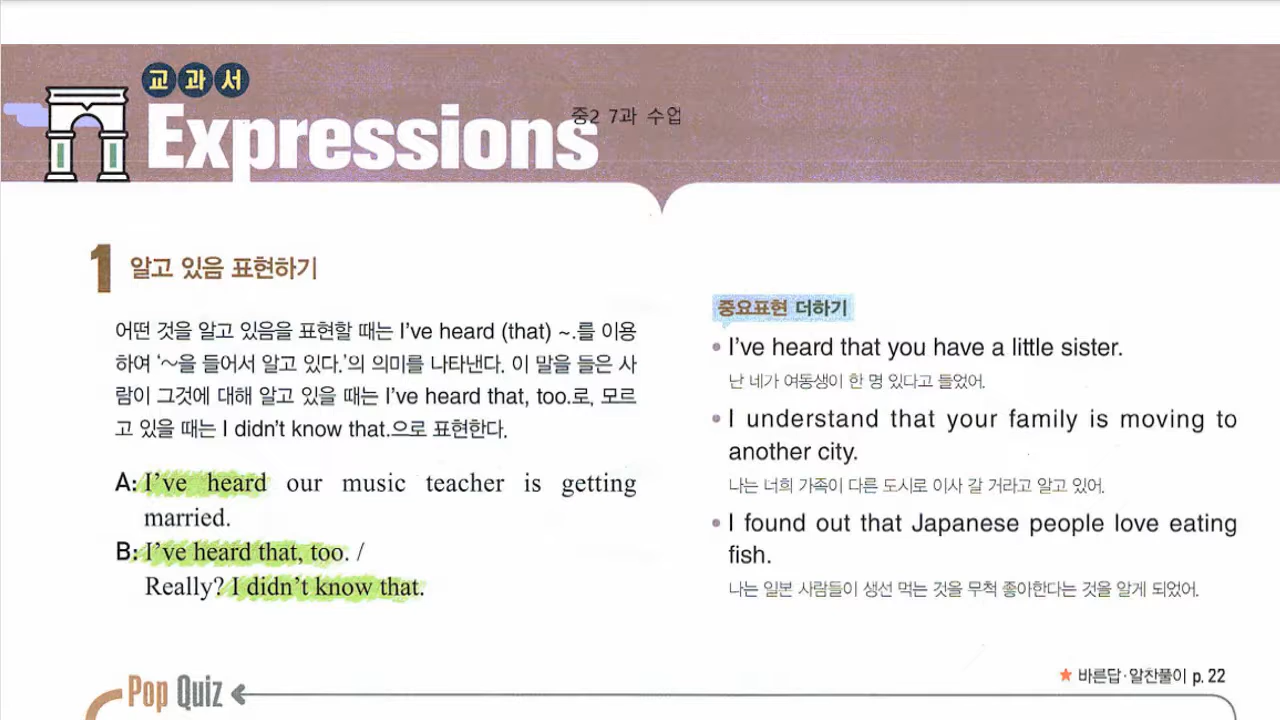 교과서
Expressions
중2 7과 수업
1 알고 있음 표현하기
어떤 것을 알고 있음을 표현할 때는 I've heard (that) ~.를 이용
하여 '~을 들어서 알고 있다.'의 의미를 나타낸다. 이 말을 들은 사
람이 그것에 대해 알고 있을 때는 I've heard that, too.로, 모르
고 있을 때는 I didn't know that.으로 표현한다.
A: I've heard our music teacher is getting
married.
B: I've heard that, too. /
Really? I didn't know that.
중요표현 더하기
• I've heard that you have a little sister.
난 네가 여동생이 한 명 있다고 들었어.
• I understand that your family is moving to
another city.
나는 너희 가족이 다른 도시로 이사 갈 거라고 알고 있어.
• I found out that Japanese people love eating
fish.
나는 일본 사람들이 생선 먹는 것을 무척 좋아한다는 것을 알게 되었어.
★ 바른답·알찬풀이 p. 22
Pop Quiz